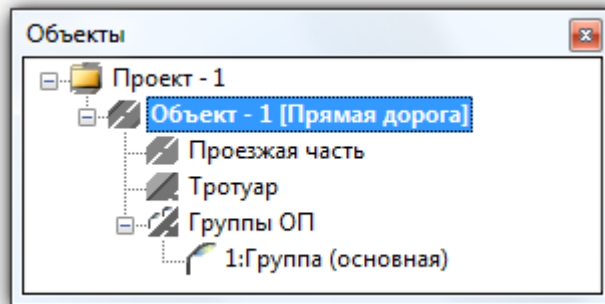 Объекты
Проект - 1
Объект - 1 [Прямая дорога]
Проезжая часть
Тротуар
Группы ОП
1:Группа (основная)